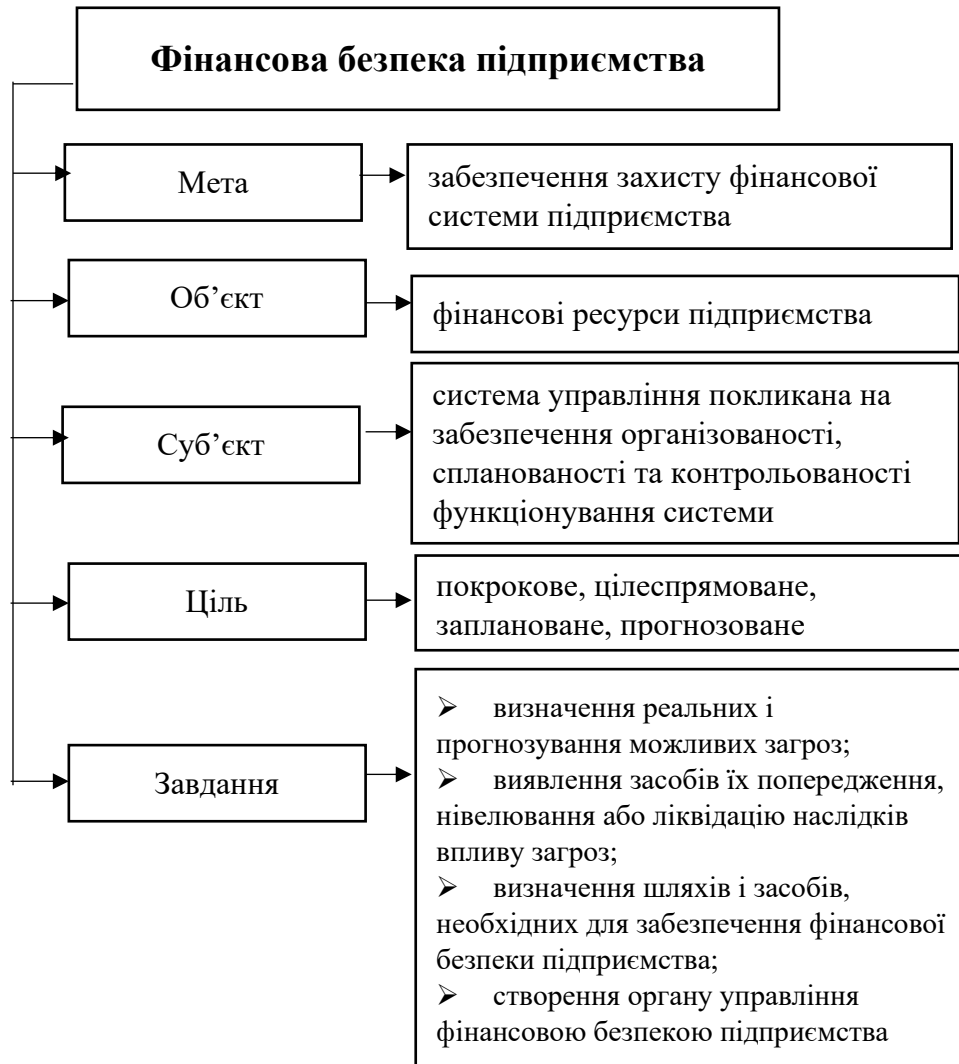 Фінансова безпека підприємства
Мета
забезпечення захисту фінансової
системи підприємства
Об’єкт
фінансові ресурси підприємства
Суб’єкт
система управління покликана на
забезпечення організованості,
спланованості та контрольованості
функціонування системи
Ціль
покрокове, цілеспрямоване,
заплановане, прогнозоване
Завдання
➢ визначення реальних і
прогнозування можливих загроз;
➢ виявлення засобів їх попередження,
нівелювання або ліквідацію наслідків
впливу загроз;
➢ визначення шляхів і засобів,
необхідних для забезпечення фінансової
безпеки підприємства;
➢ створення органу управління
фінансовою безпекою підприємства